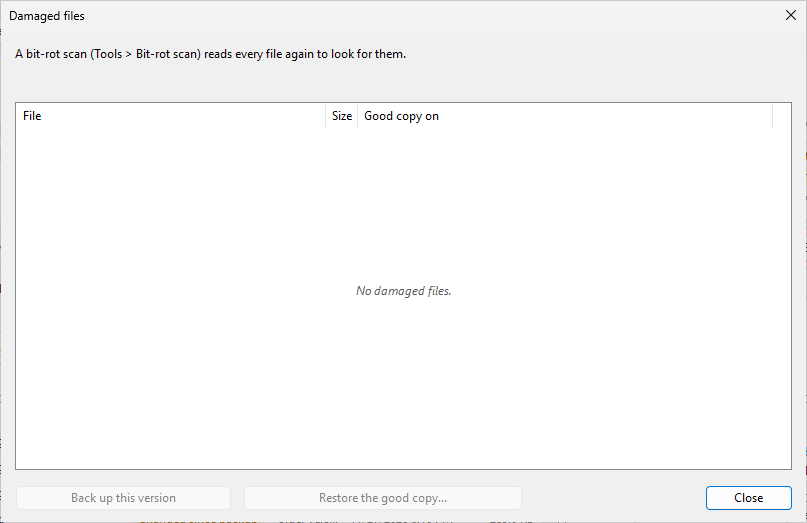 Damaged files
A bit-rot scan (Tools > Bit-rot scan) reads every file again to look for them.
File Size Good copy on
No damaged files.
Back up this version Restore the good copy... Close